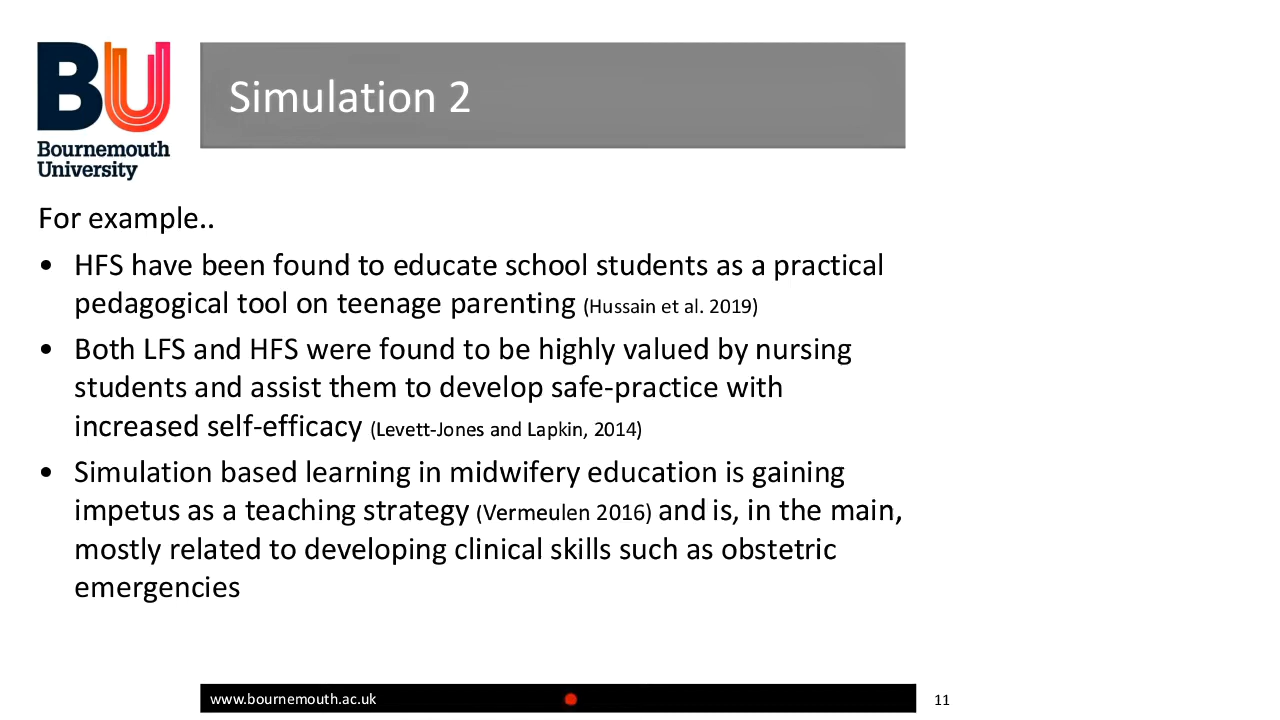 BU
Bournemouth
University
Simulation 2
For example..
• HFS have been found to educate school students as a practical
pedagogical tool on teenage parenting (Hussain et al. 2019)
• Both LFS and HFS were found to be highly valued by nursing
students and assist them to develop safe-practice with
increased self-efficacy (Levett-Jones and Lapkin, 2014)
• Simulation based learning in midwifery education is gaining
impetus as a teaching strategy (Vermeulen 2016) and is, in the main,
mostly related to developing clinical skills such as obstetric
emergencies
www.bournemouth.ac.uk
11